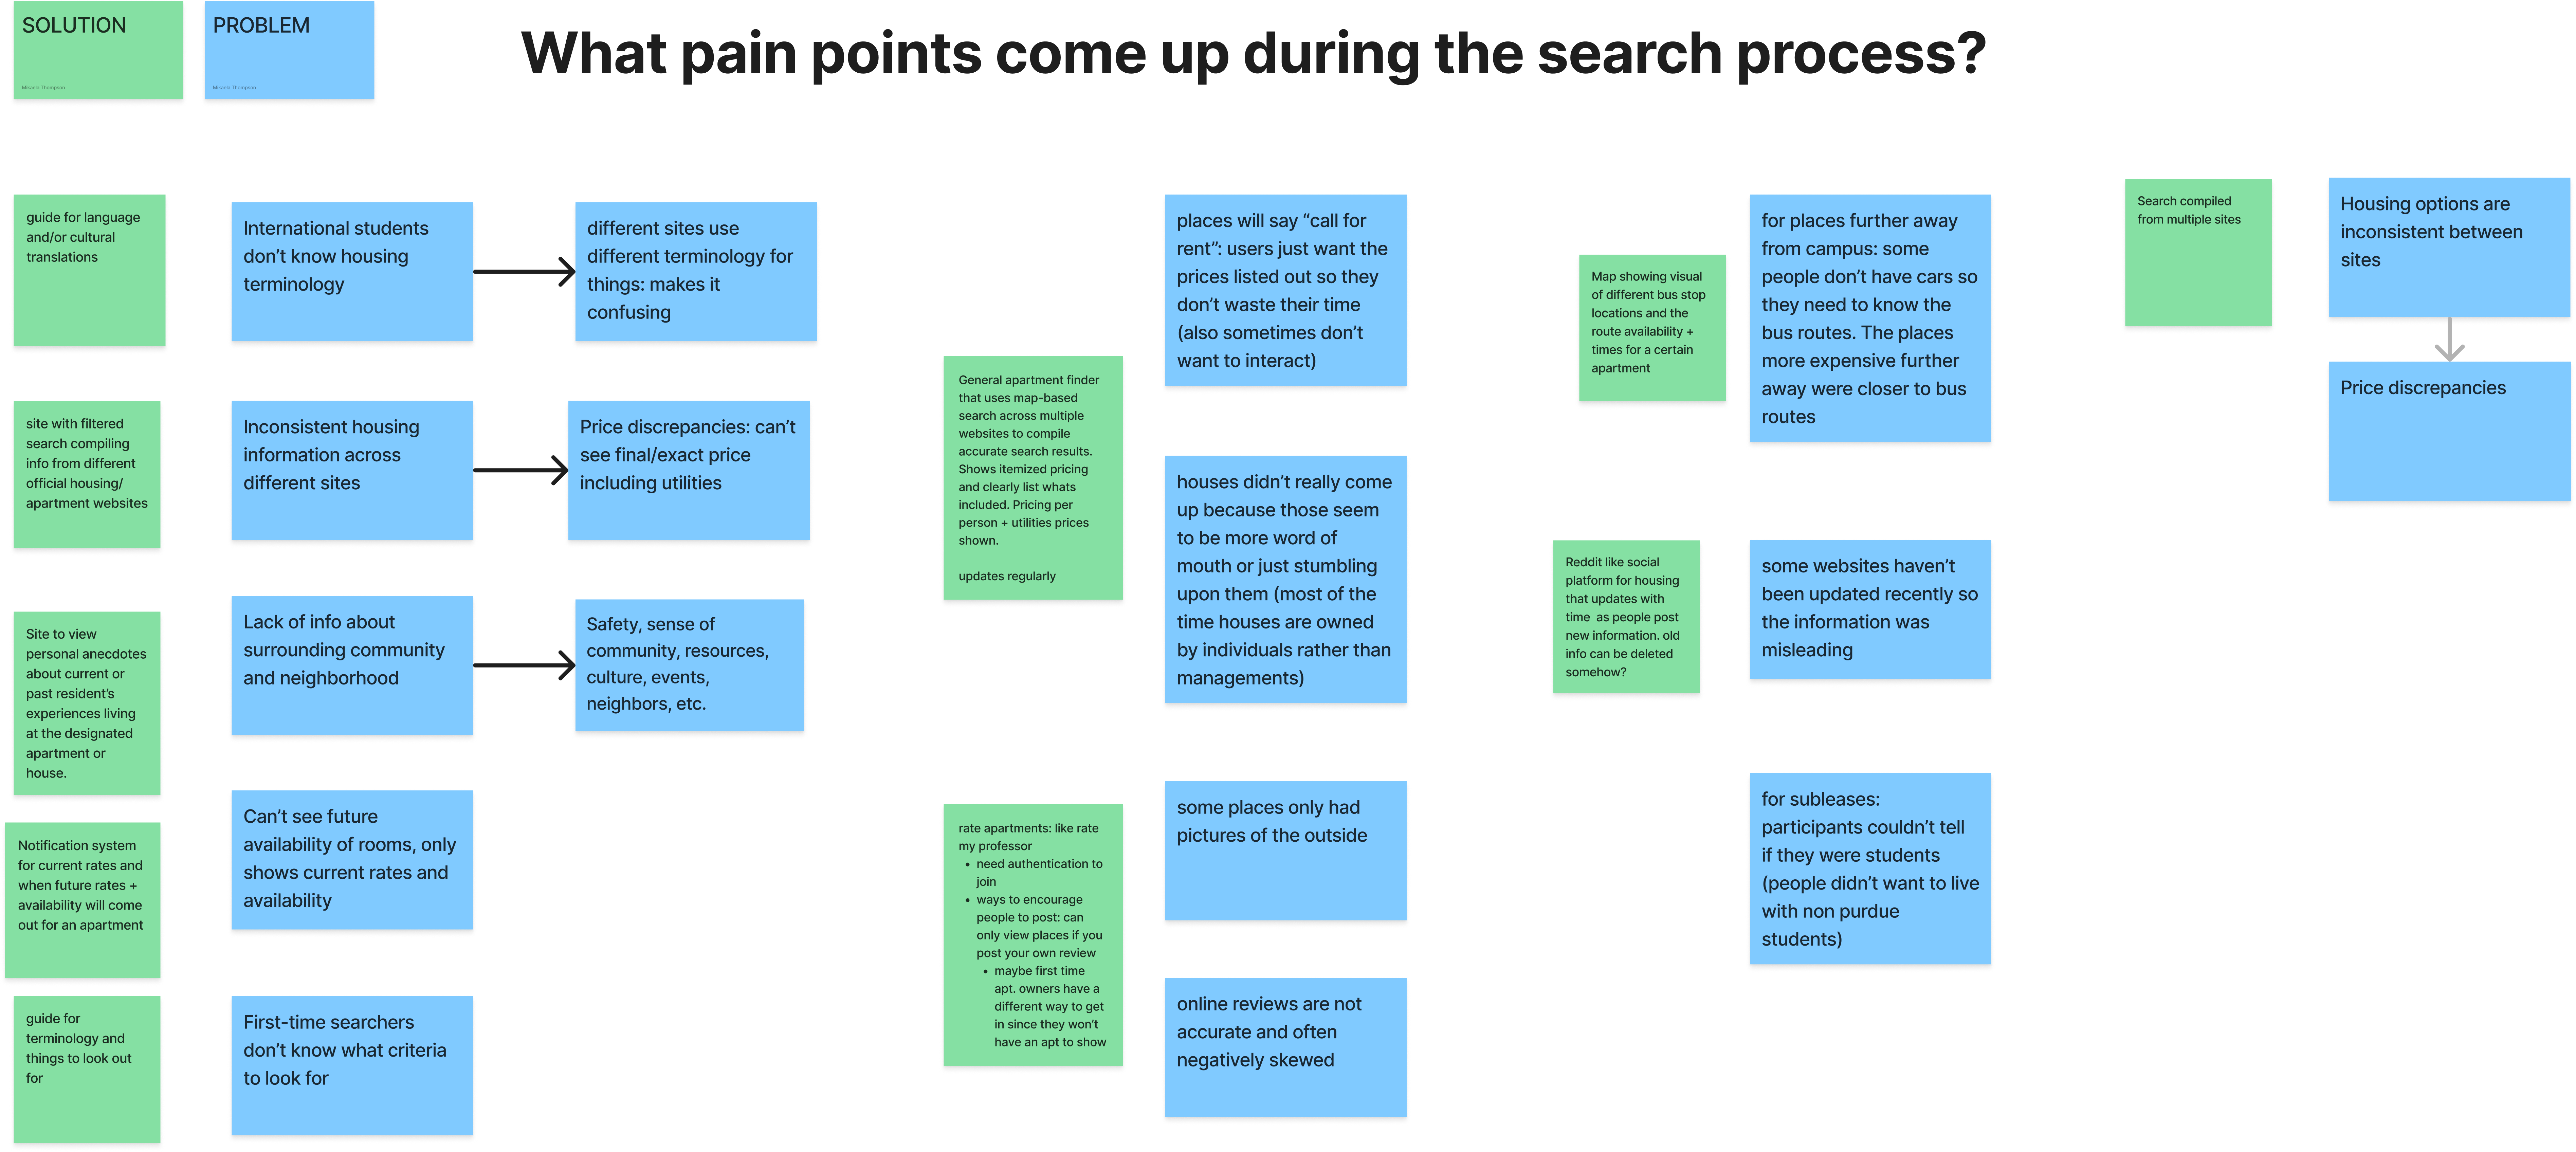 SOLUTION
Mikaela Thompson
PROBLEM
Mikaela Thompson
What pain points come up during the search process?
guide for language
and/or cultural
translations
International students
don’t know housing
terminology
different sites use
different terminology for
things: makes it
confusing
site with filtered
search compiling
info from different
official housing/
apartment websites
Inconsistent housing
information across
different sites
Price discrepancies: can’t
see final/exact price
including utilities
Site to view
personal anecdotes
about current or
past resident’s
experiences living
at the designated
apartment or
house.
Lack of info about
surrounding community
and neighborhood
Safety, sense of
community, resources,
culture, events,
neighbors, etc.
Notification system
for current rates and
when future rates +
availability will come
out for an apartment
Can’t see future
availability of rooms, only
shows current rates and
availability
guide for
terminology and
things to look out
for
First-time searchers
don’t know what criteria
to look for
General apartment finder
that uses map-based
search across multiple
websites to compile
accurate search results.
Shows itemized pricing
and clearly list whats
included. Pricing per
person + utilities prices
shown.
updates regularly
places will say “call for
rent”: users just want the
prices listed out so they
don’t waste their time
(also sometimes don’t
want to interact)
houses didn’t really come
up because those seem
to be more word of
mouth or just stumbling
upon them (most of the
time houses are owned
by individuals rather than
managements)
rate apartments: like rate
my professor
• need authentication to
join
• ways to encourage
people to post: can
only view places if you
post your own review
• maybe first time
apt. owners have a
different way to get
in since they won’t
have an apt to show
some places only had
pictures of the outside
online reviews are not
accurate and often
negatively skewed
Map showing visual
of different bus stop
locations and the
route availability +
times for a certain
apartment
for places further away
from campus: some
people don’t have cars so
they need to know the
bus routes. The places
more expensive further
away were closer to bus
routes
Reddit like social
platform for housing
that updates with
time as people post
new information. old
info can be deleted
somehow?
some websites haven’t
been updated recently so
the information was
misleading
for subleases:
participants couldn’t tell
if they were students
(people didn’t want to live
with non purdue
students)
Search compiled
from multiple sites
Housing options are
inconsistent between
sites
Price discrepancies